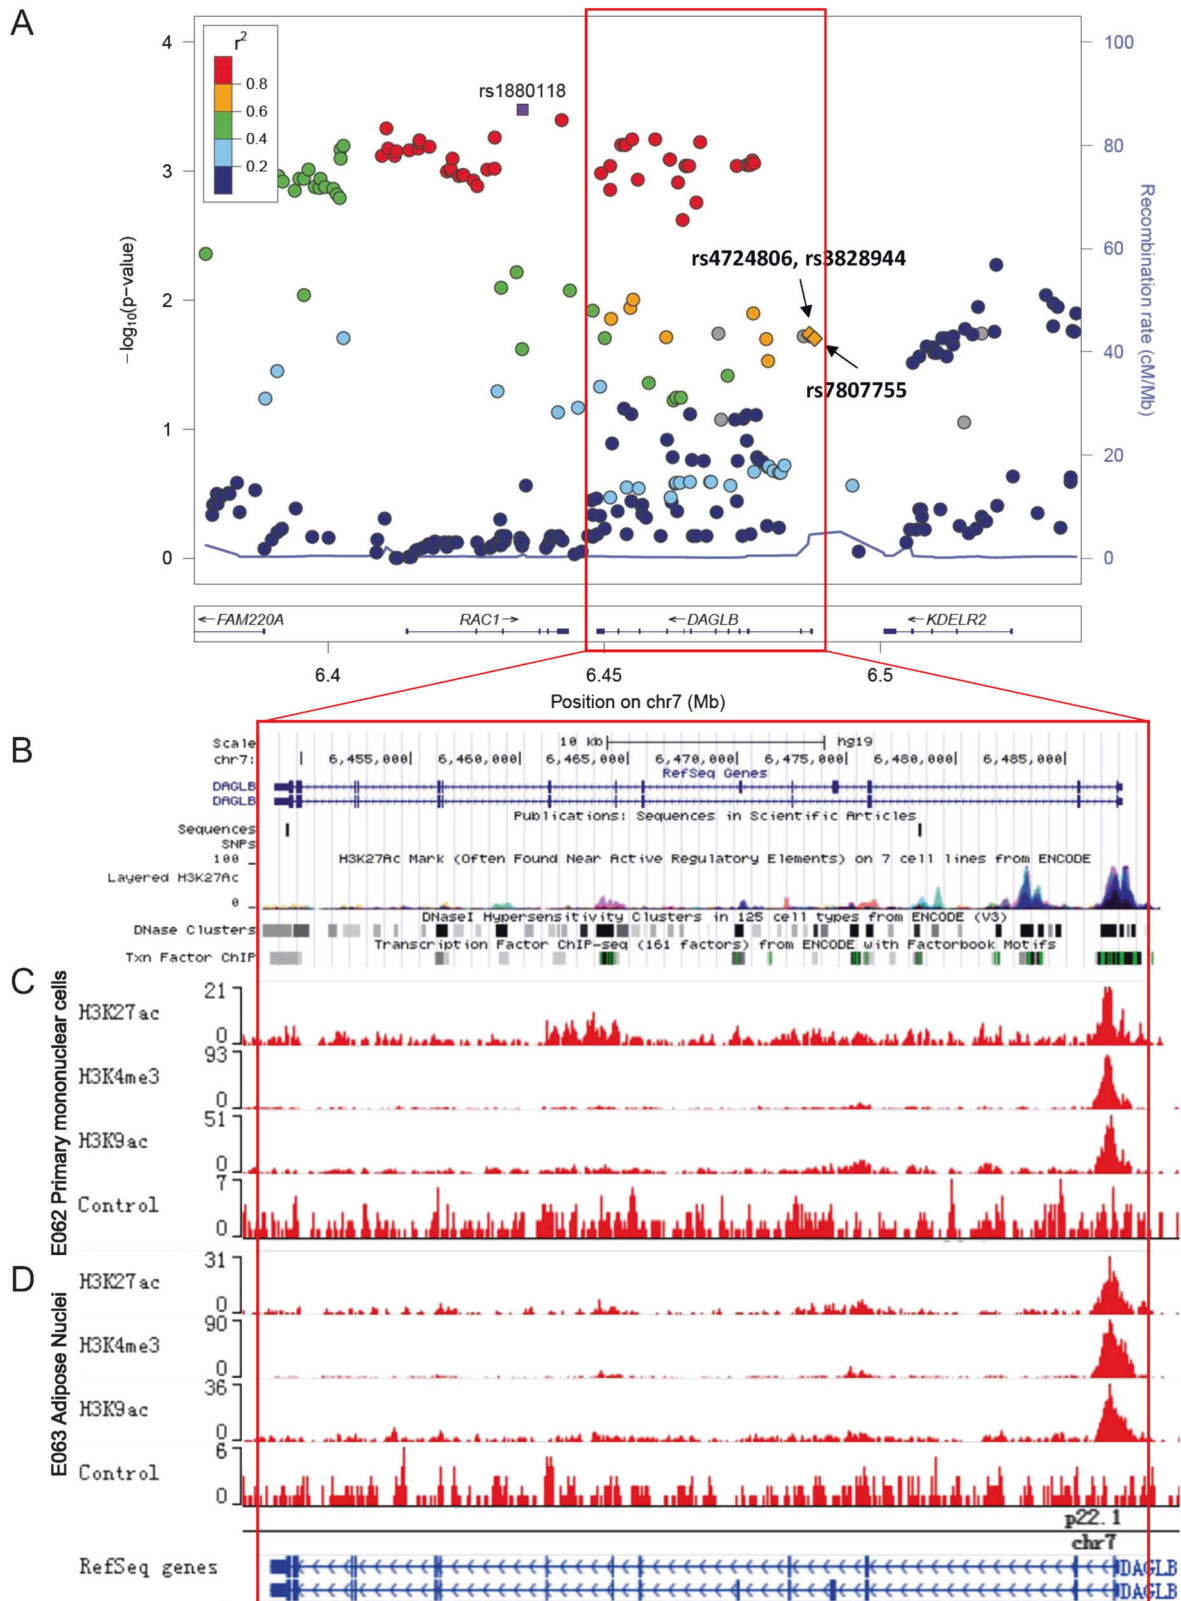 A
4
3
2
1
0
−log10(p−value)
r2
0.8
0.6
0.4
0.2
rs1880118
rs4724806, rs3828944
rs7807755
100
80
60
40
20
0
Recombination rate (cM/Mb)
←FAM220A
RAC1→
←DAGLB
←KDELR2
6.4
6.45
6.5
Position on chr7 (Mb)
B
Scale 10 kb hg19
chr7: 6,455,000 6,460,000 6,465,000 6,470,000 6,475,000 6,480,000 6,485,000
RefSeq Genes
DAGLB
DAGLB
Publications: Sequences in Scientific Articles
Sequences
SNPs
100
H3K27Ac Mark (Often Found Near Active Regulatory Elements) on 7 cell lines from ENCODE
Layered H3K27Ac
0
DNaseI Hypersensitivity Clusters in 125 cell types from ENCODE (V3)
DNase Clusters
Transcription Factor ChIP-seq (161 factors) from ENCODE with Factorbook Motifs
Txn Factor ChIP
C
E062 Primary mononuclear cells
H3K27ac 21 0
H3K4me3 93 0
H3K9ac 51 0
Control 7 0
D
E063 Adipose Nuclei
H3K27ac 31 0
H3K4me3 90 0
H3K9ac 36 0
Control 6 0
p22.1
chr7
RefSeq genes DAGLB
DAGLB